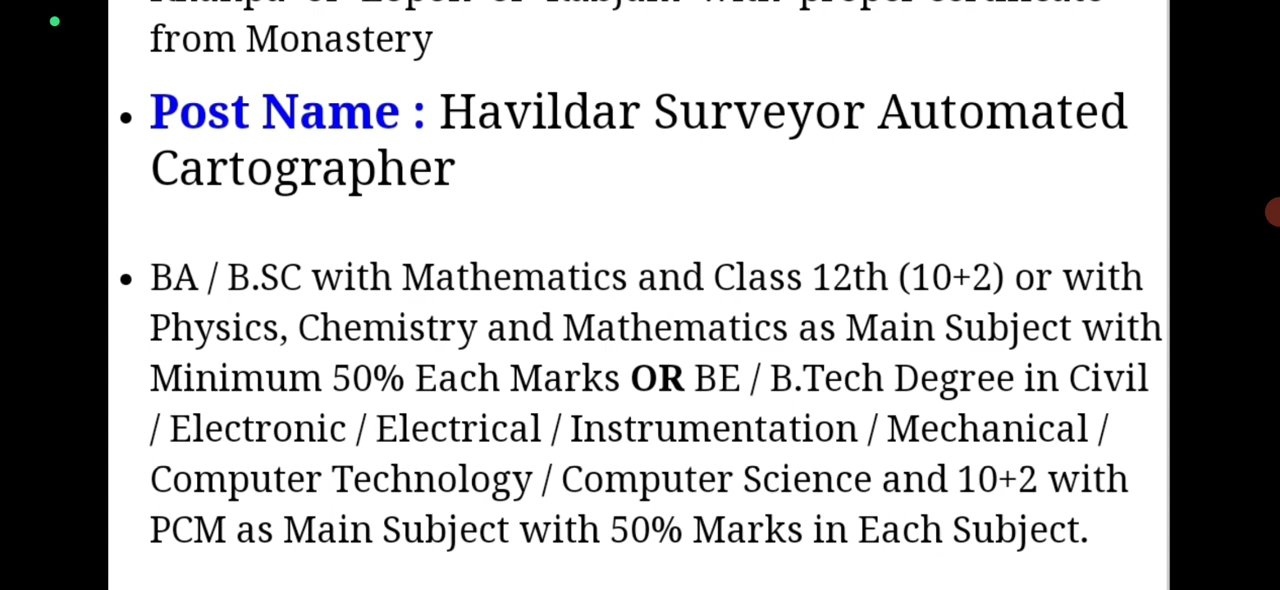 from Monastery
• Post Name : Havildar Surveyor Automated
Cartographer
• BA / B.SC with Mathematics and Class 12th (10+2) or with
Physics, Chemistry and Mathematics as Main Subject with
Minimum 50% Each Marks OR BE / B.Tech Degree in Civil
/ Electronic / Electrical / Instrumentation / Mechanical /
Computer Technology / Computer Science and 10+2 with
PCM as Main Subject with 50% Marks in Each Subject.